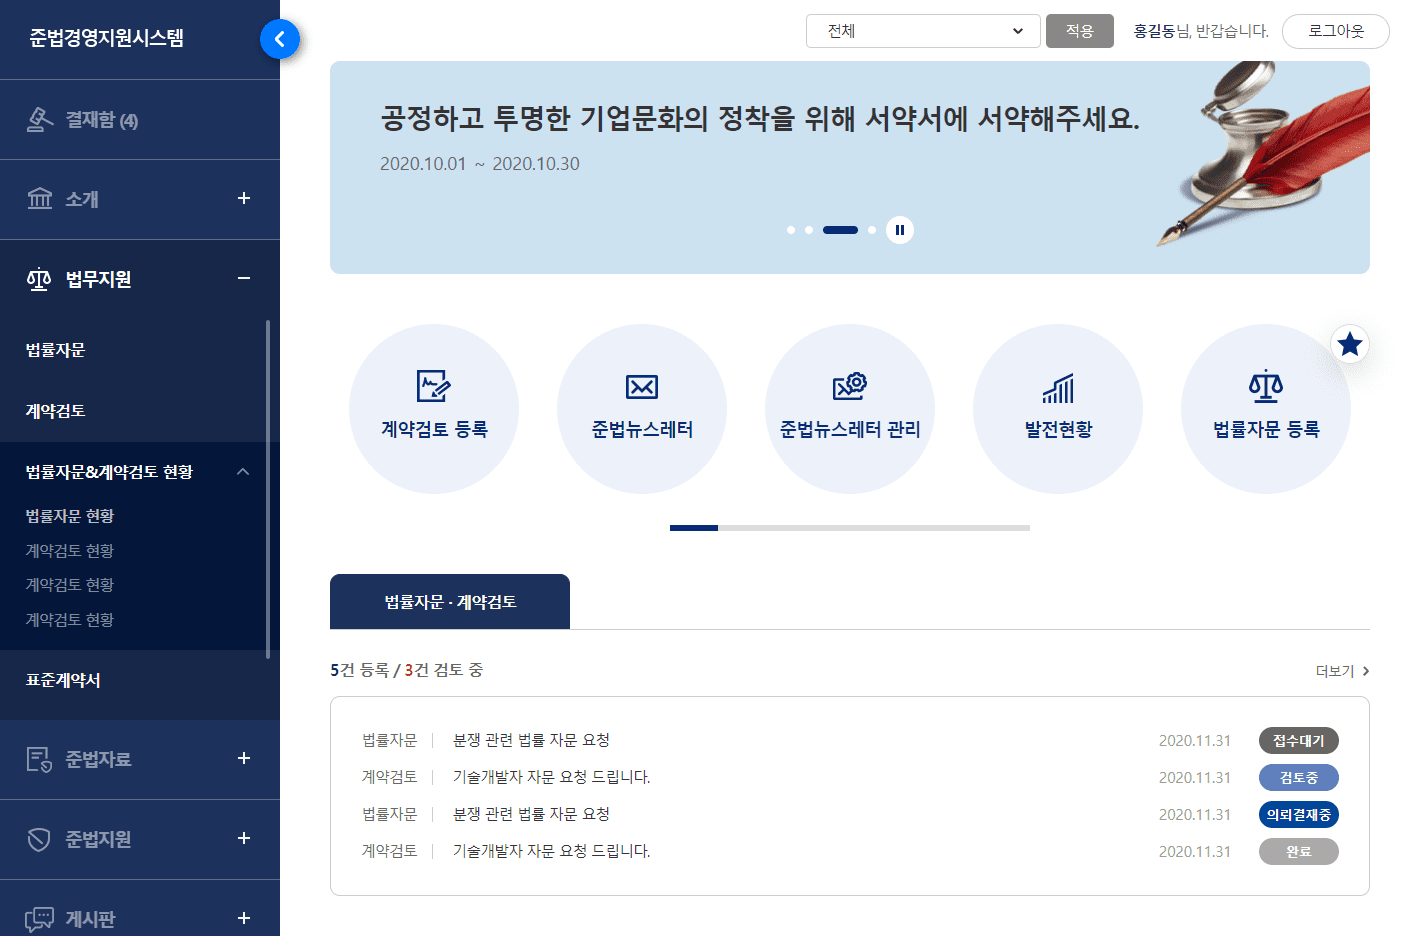 준법경영지원시스템
결재함 (4)
소개
법무지원
법률자문
계약검토
법률자문&계약검토 현황
법률자문 현황
계약검토 현황
계약검토 현황
계약검토 현황
표준계약서
준법자료
준법지원
게시판
전체
적용
홍길동님, 반갑습니다.
로그아웃
공정하고 투명한 기업문화의 정착을 위해 서약서에 서약해주세요.
2020.10.01 ~ 2020.10.30
계약검토 등록
준법뉴스레터
준법뉴스레터 관리
발전현황
법률자문 등록
법률자문 · 계약검토
5건 등록 / 3건 검토 중
더보기
법률자문 분쟁 관련 법률 자문 요청 2020.11.31 접수대기
계약검토 기술개발자 자문 요청 드립니다. 2020.11.31 검토중
법률자문 분쟁 관련 법률 자문 요청 2020.11.31 의뢰결재중
계약검토 기술개발자 자문 요청 드립니다. 2020.11.31 완료